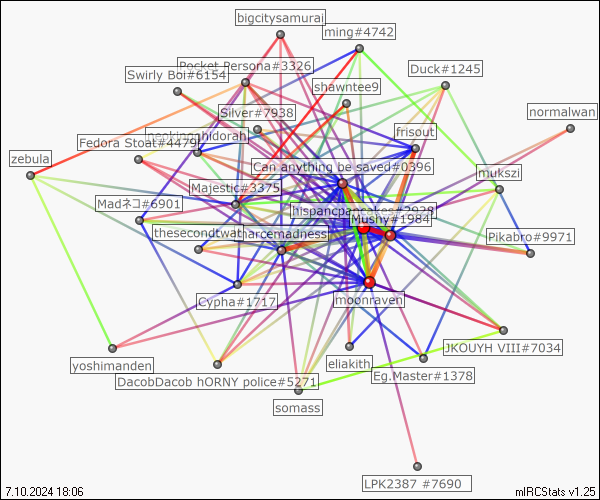 bigcitysamurai
ming#4742
Pocket Persona#3326
Duck#1245
Swirly Boi#6154
shawntee9
Silver#7938
normalwan
frisout
Fedora Stoat#4479
zebula
Can anything be saved#0396
mukszi
Majestic#3375
Madネコ#6901
Mushy#1984
thesecondtwat
harcemadness
Pikabro#9971
Cypha#1717
moonraven
JKOUYH VIII#7034
yoshimanden
eliakith
Eg.Master#1378
DacobDacob hORNY police#5271
somass
LPK2387 #7690
7.10.2024 18:06
mIRCStats v1.25